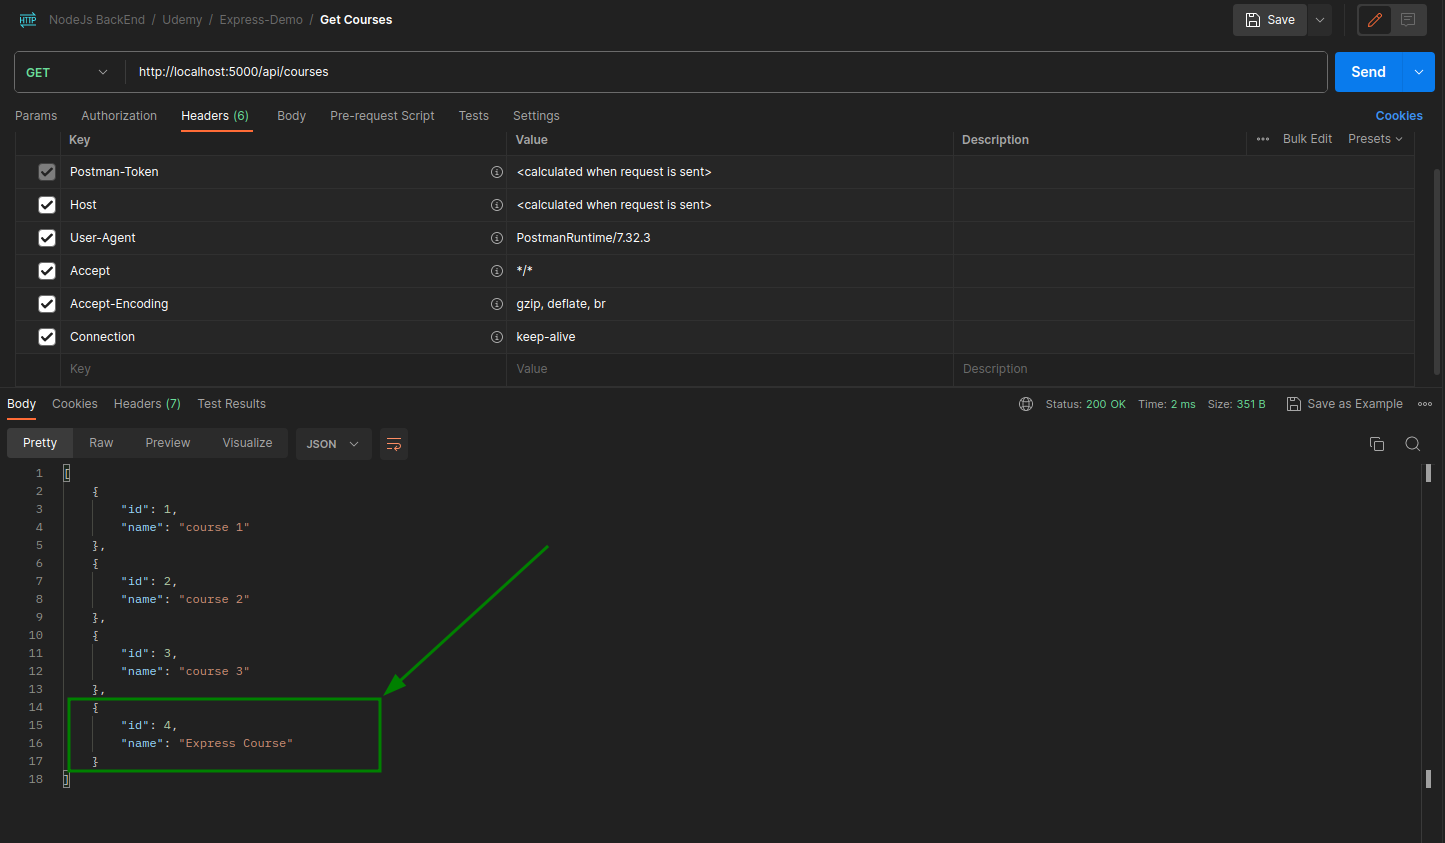 HTTP NodeJs BackEnd / Udemy / Express-Demo / Get Courses Save
GET http://localhost:5000/api/courses Send
Params Authorization Headers (6) Body Pre-request Script Tests Settings Cookies
Key Value Description Bulk Edit Presets
Postman-Token <calculated when request is sent>
Host <calculated when request is sent>
User-Agent PostmanRuntime/7.32.3
Accept */*
Accept-Encoding gzip, deflate, br
Connection keep-alive
Key Value Description
Body Cookies Headers (7) Test Results Status: 200 OK Time: 2 ms Size: 351 B Save as Example
Pretty Raw Preview Visualize JSON
1 [
2 {
3 "id": 1,
4 "name": "course 1"
5 },
6 {
7 "id": 2,
8 "name": "course 2"
9 },
10 {
11 "id": 3,
12 "name": "course 3"
13 },
14 {
15 "id": 4,
16 "name": "Express Course"
17 }
18 ]